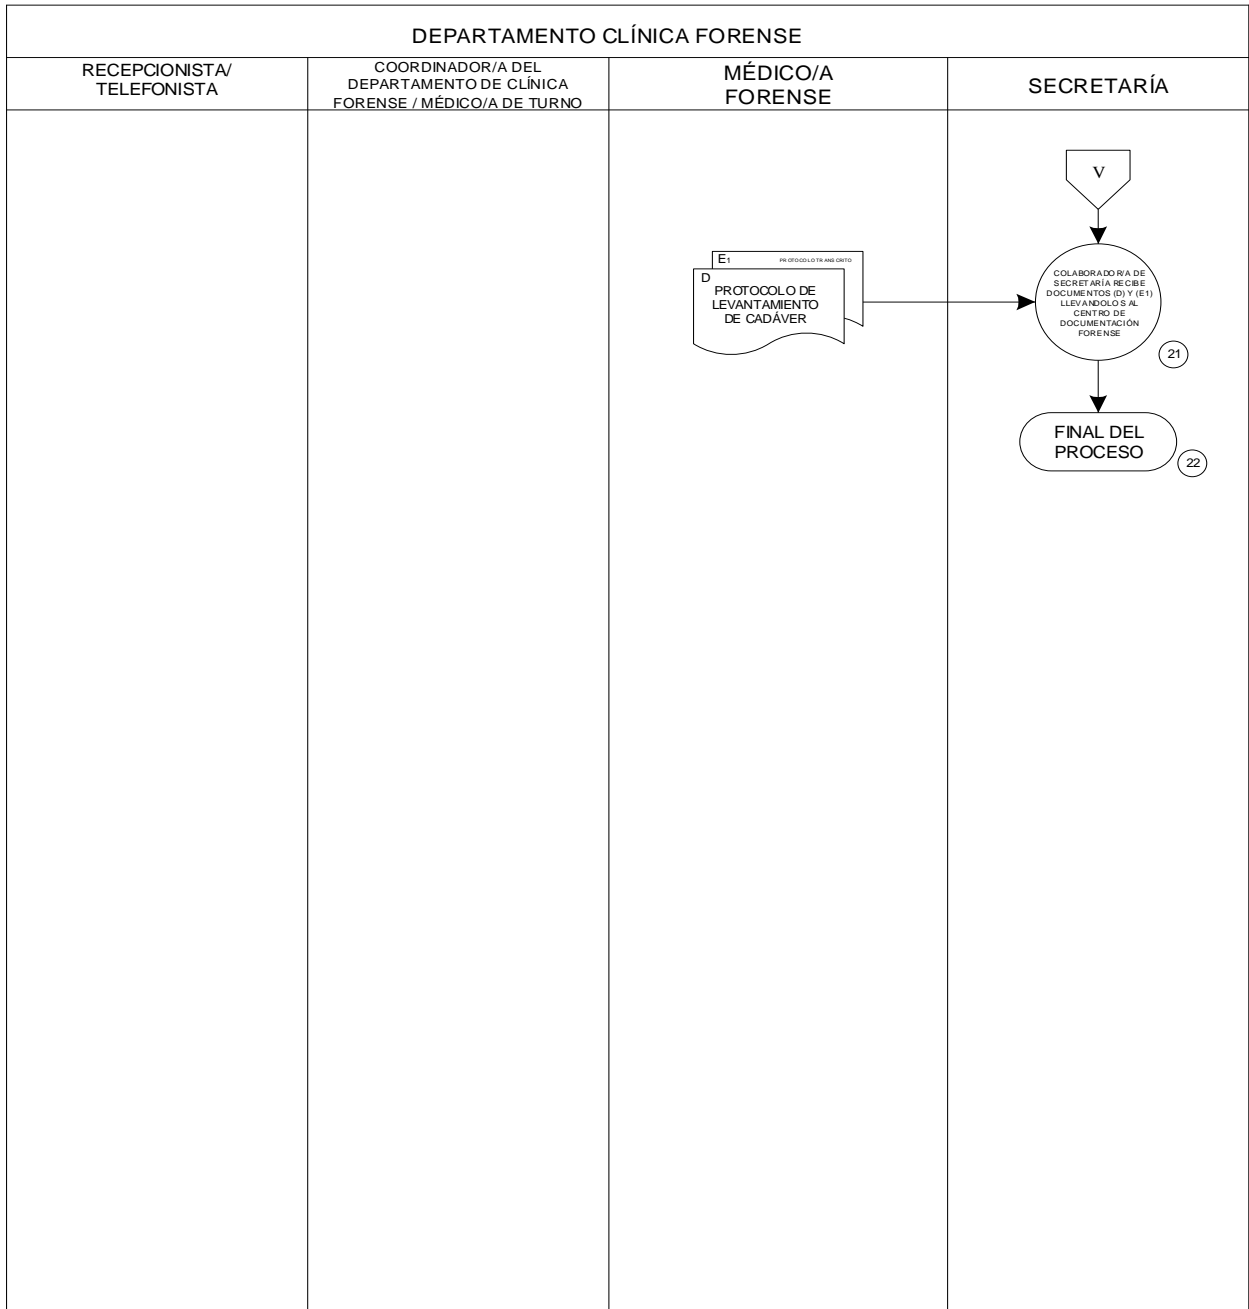 DEPARTAMENTO CLÍNICA FORENSE
RECEPCIONISTA/
TELEFONISTA
COORDINADOR/A DEL
DEPARTAMENTO DE CLÍNICA
FORENSE / MÉDICO/A DE TURNO
MÉDICO/A
FORENSE
SECRETARÍA
V
E1
PROTOCOLO TRANSCRITO
D
PROTOCOLO DE
LEVANTAMIENTO
DE CADÁVER
COLABORADOR/A DE
SECRETARÍA RECIBE
DOCUMENTOS (D) Y (E1)
LLEVANDOLOS AL
CENTRO DE
DOCUMENTACIÓN
FORENSE
21
FINAL DEL
PROCESO
22